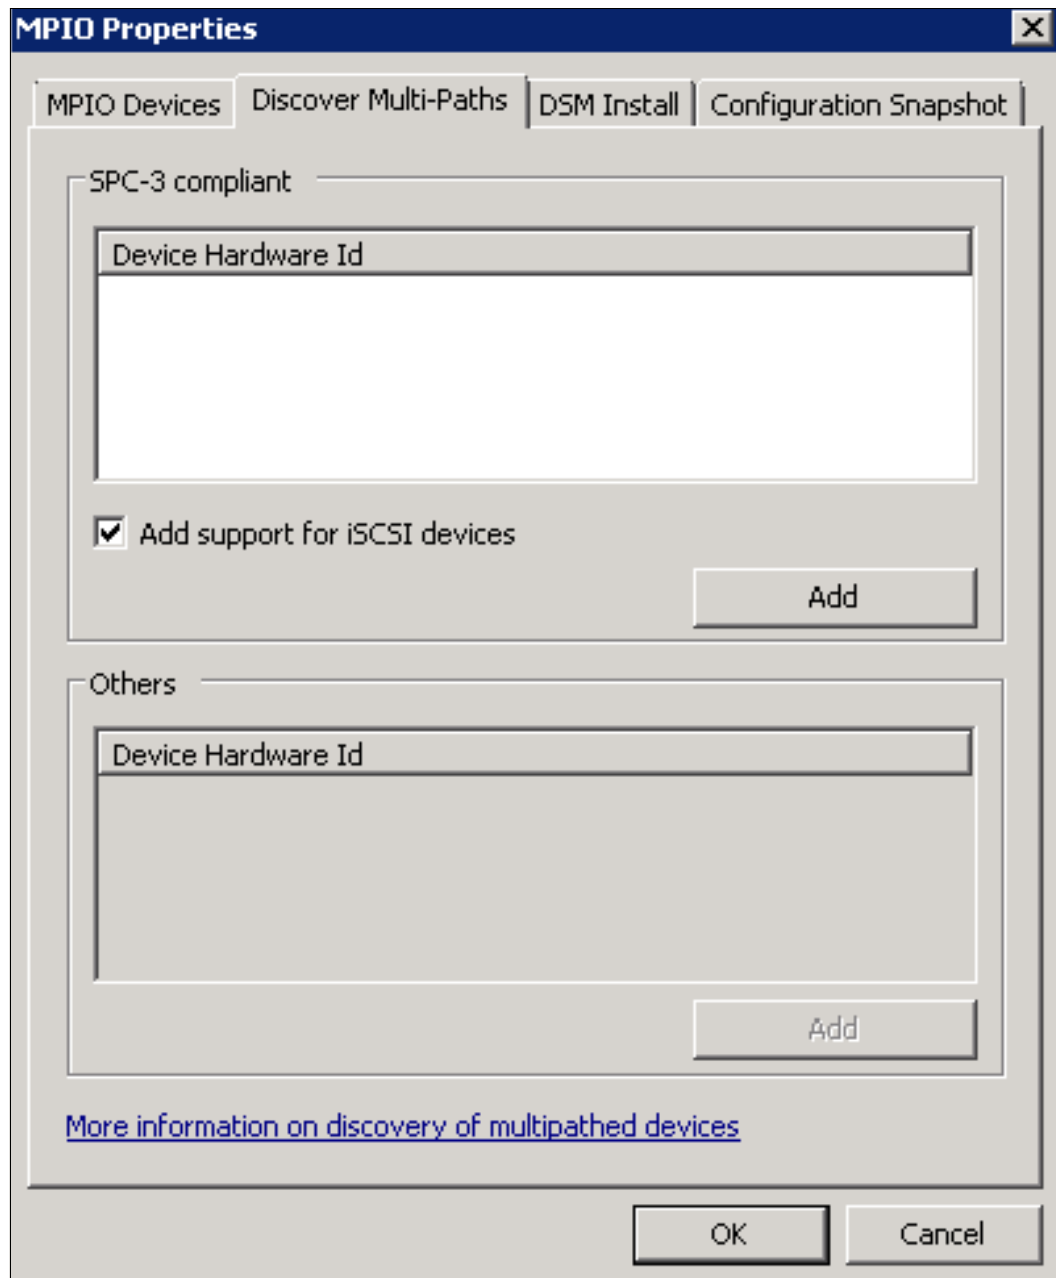 MPIO Properties
MPIO Devices
Discover Multi-Paths
DSM Install
Configuration Snapshot
SPC-3 compliant
Device Hardware Id
Add support for iSCSI devices
Add
Others
Device Hardware Id
Add
More information on discovery of multipathed devices
OK
Cancel